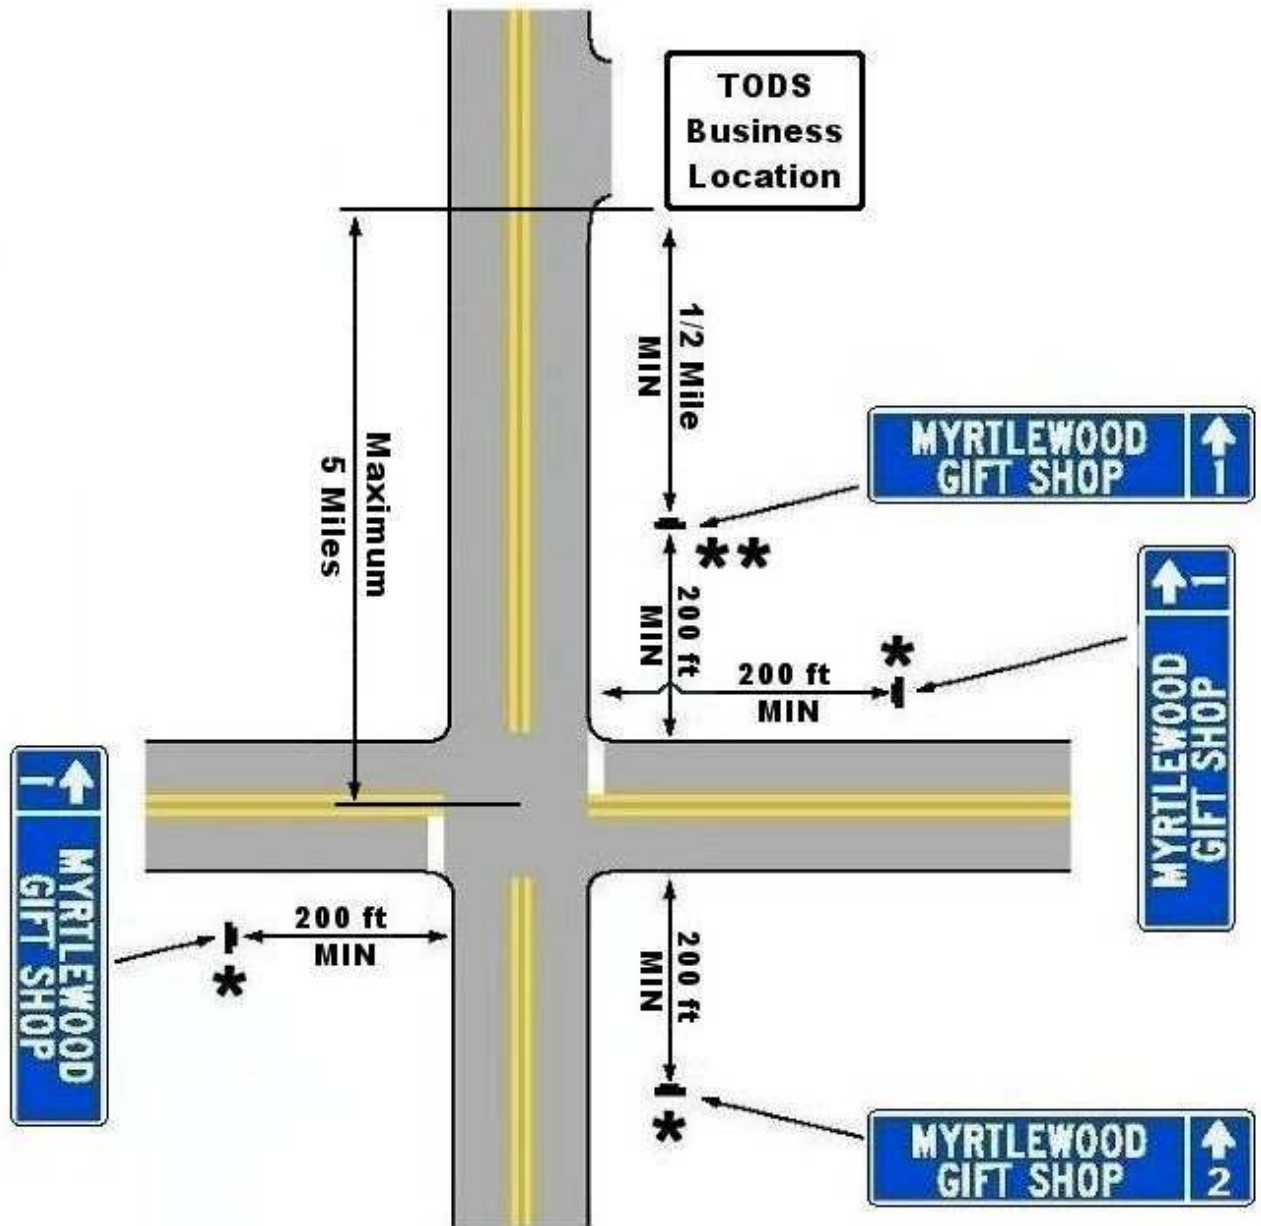 TODS
Business
Location
1/2 Mile
MIN
Maximum
5 Miles
MYRTLEWOOD
GIFT SHOP
1
**
200 ft
MIN
1
MYRTLEWOOD
GIFT SHOP
*
200 ft
MIN
1
MYRTLEWOOD
GIFT SHOP
200 ft
MIN
*
200 ft
MIN
*
MYRTLEWOOD
GIFT SHOP
2